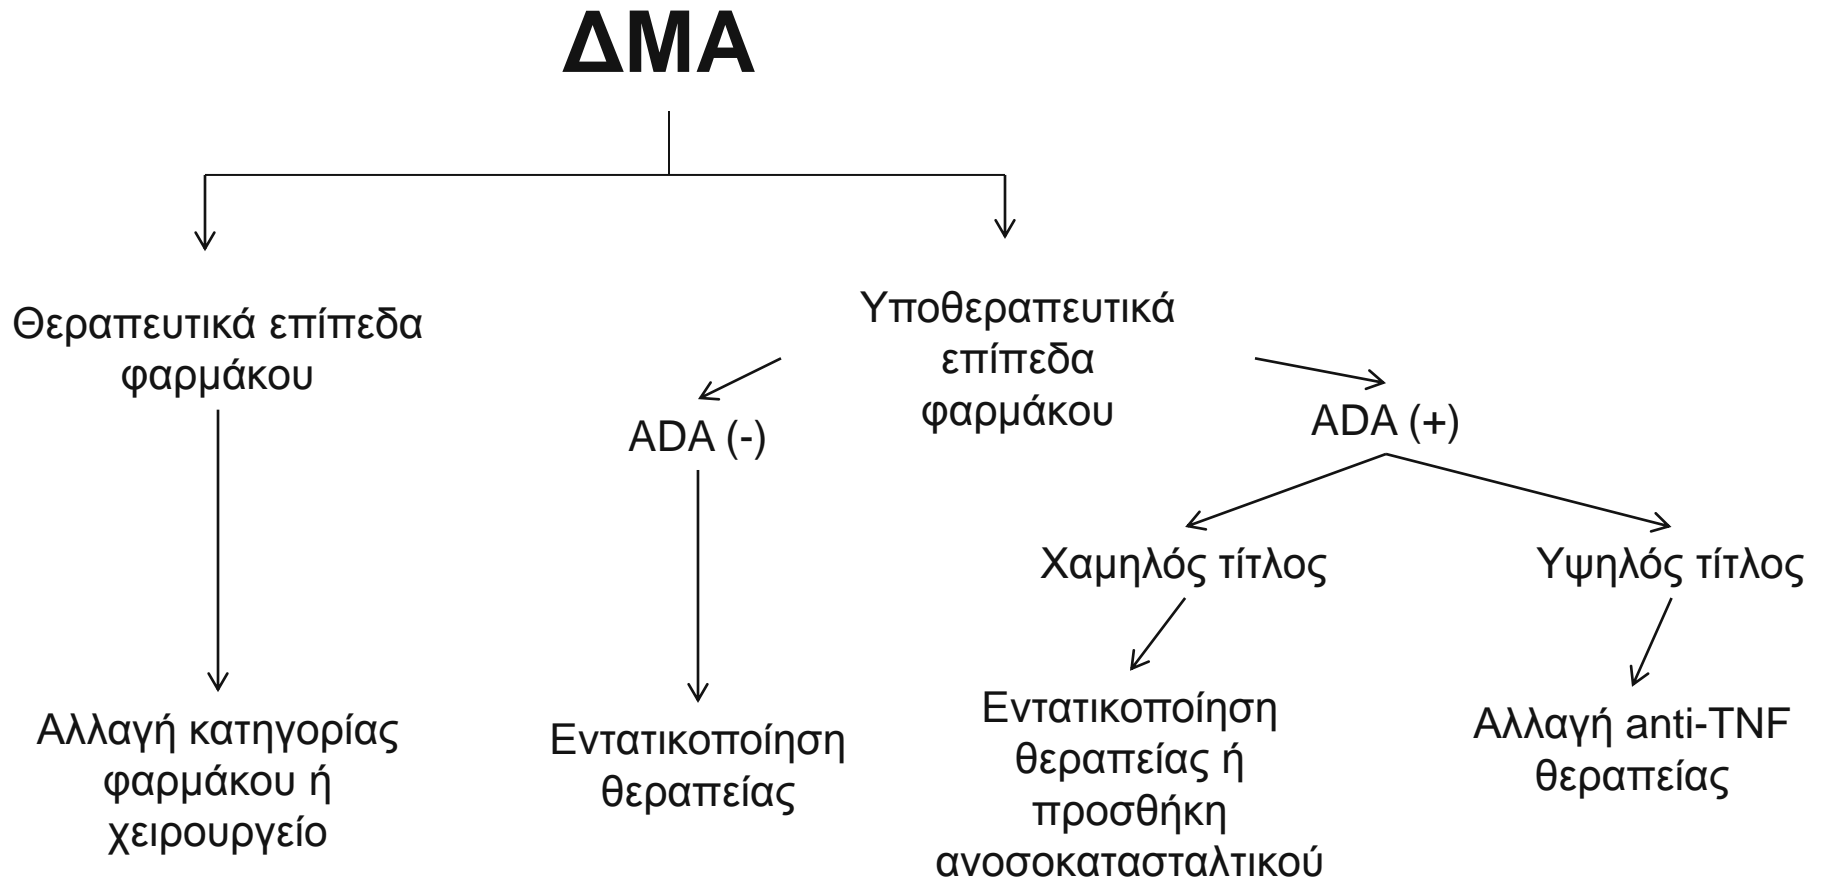 ΔΜΑ
Θεραπευτικά επίπεδα
φαρμάκου
Υποθεραπευτικά
επίπεδα
φαρμάκου
ADA (-)
ADA (+)
Χαμηλός τίτλος
Υψηλός τίτλος
Αλλαγή κατηγορίας
φαρμάκου ή
χειρουργείο
Εντατικοποίηση
θεραπείας
Εντατικοποίηση
θεραπείας ή
προσθήκη
ανοσοκατασταλτικού
Αλλαγή anti-TNF
θεραπείας